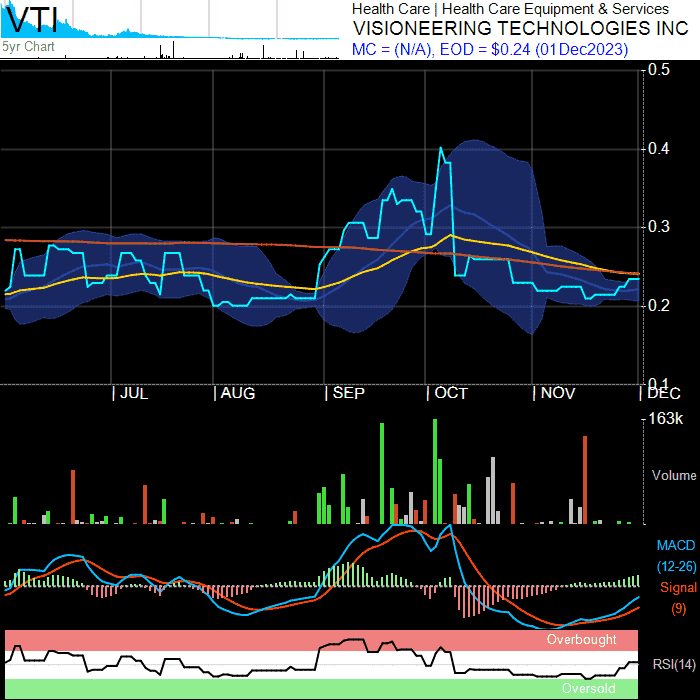 VTI
5yr Chart
Health Care | Health Care Equipment & Services
VISIONEERING TECHNOLOGIES INC
MC = (N/A), EOD = $0.24 (01Dec2023)
0.5
0.4
0.3
0.2
0.1
| JUL | AUG | SEP | OCT | NOV | DEC
163k
Volume
MACD
(12-26)
Signal
(9)
Overbought
RSI(14)
Oversold